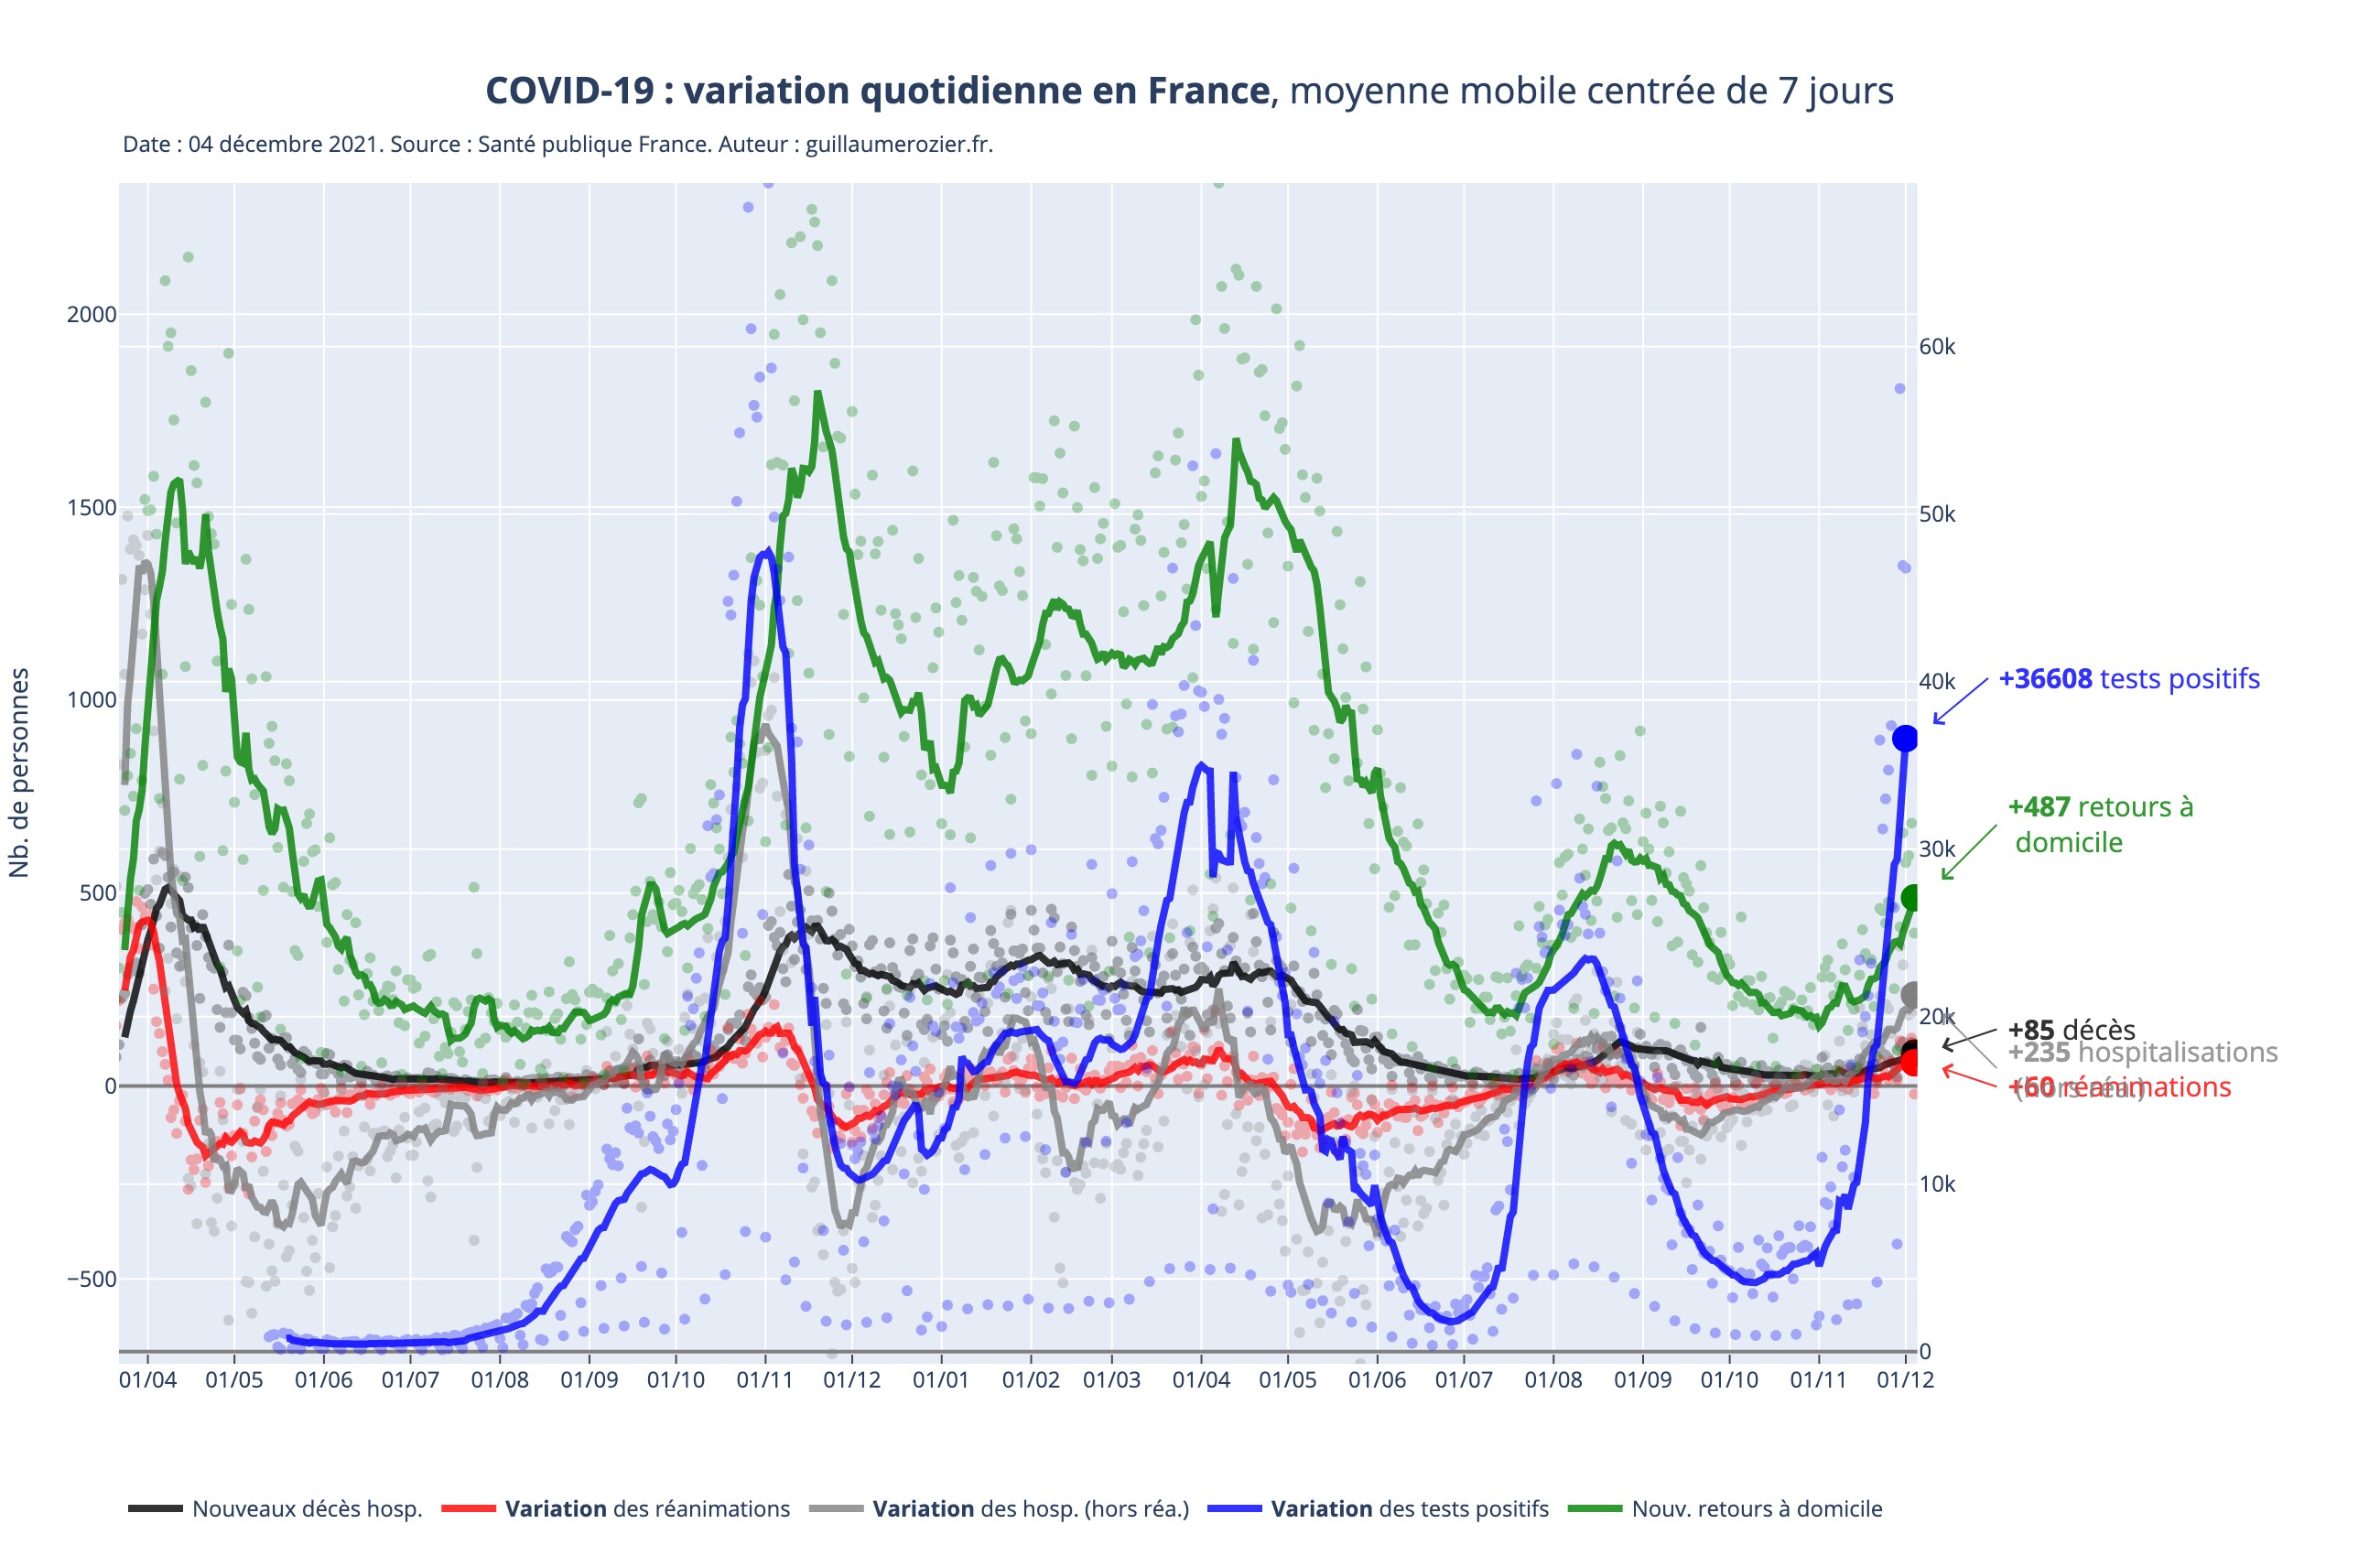 COVID-19 : variation quotidienne en France, moyenne mobile centrée de 7 jours
Date : 04 décembre 2021. Source : Santé publique France. Auteur : guillaumerozier.fr.
Nb. de personnes
2000
1500
1000
500
0
−500
60k
50k
40k
30k
20k
10k
0
+36608 tests positifs
+487 retours à
domicile
+85 décès
+235 hospitalisations
(hors réa.)
+60 réanimations
01/04 01/05 01/06 01/07 01/08 01/09 01/10 01/11 01/12 01/01 01/02 01/03 01/04 01/05 01/06 01/07 01/08 01/09 01/10 01/11 01/12
Nouveaux décès hosp. Variation des réanimations Variation des hosp. (hors réa.) Variation des tests positifs Nouv. retours à domicile